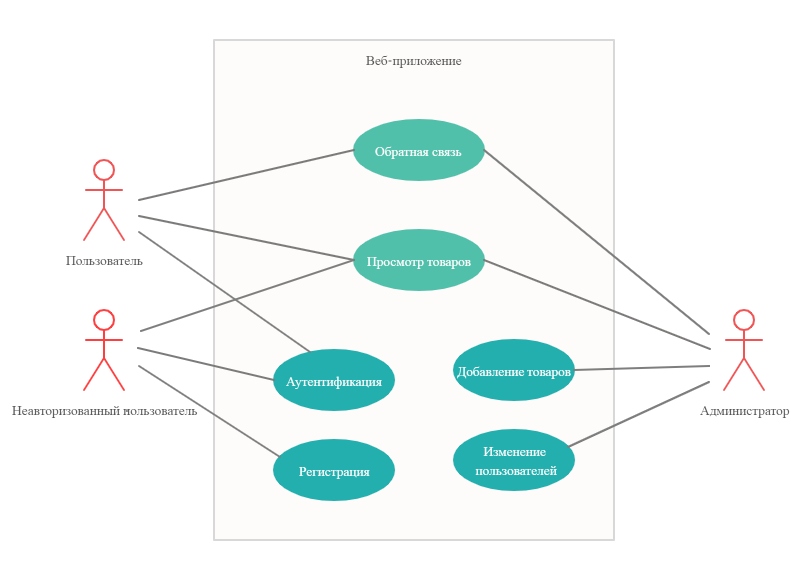 Веб-приложение
Обратная связь
Пользователь
Просмотр товаров
Аутентификация
Добавление товаров
Неавторизованный пользователь
Администратор
Регистрация
Изменение
пользователей